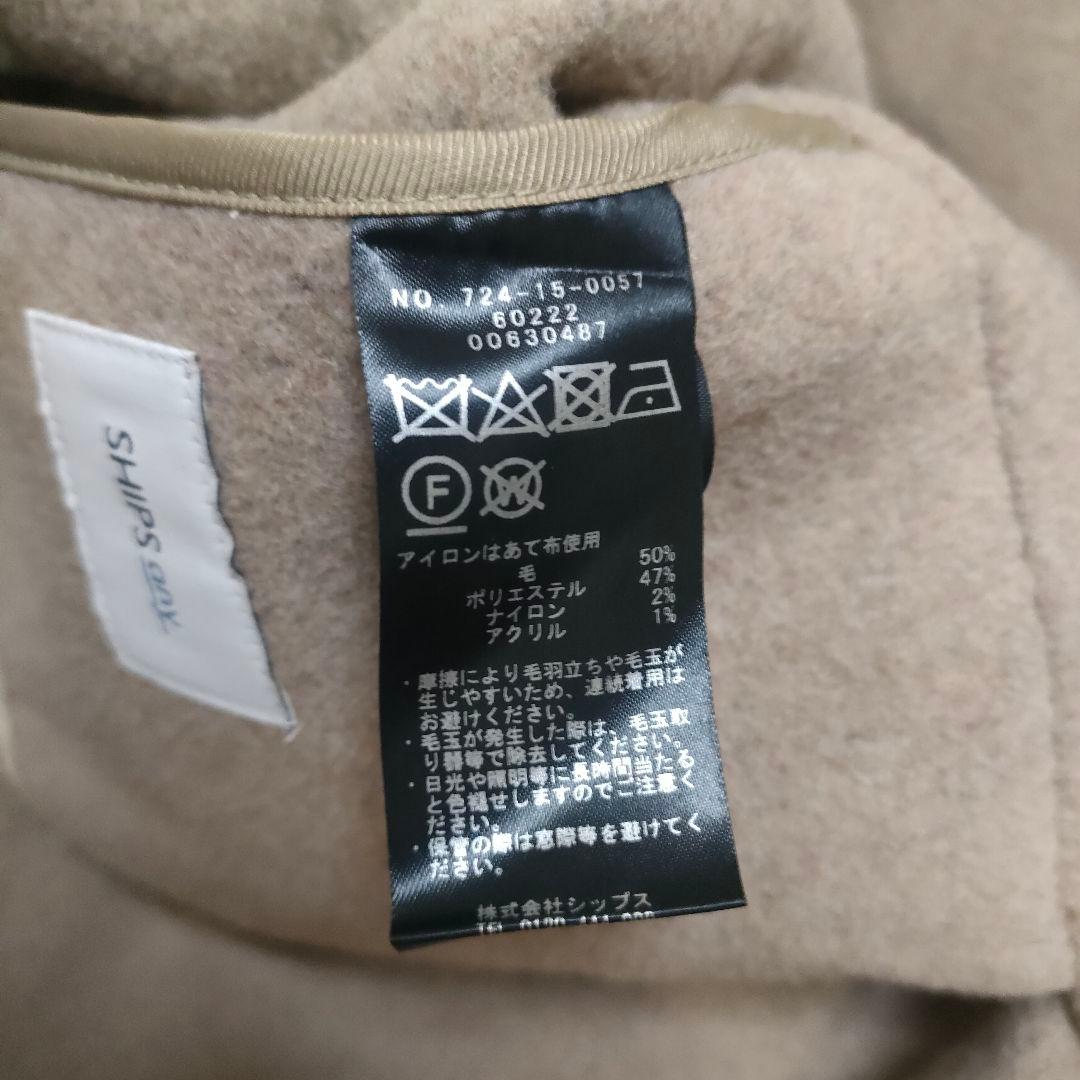 NO. 724-15-0057
60222
00630487
F
W
アイロンはあて布使用
毛 50%
ポリエステル 47%
ナイロン 2%
アクリル 1%
・摩擦により毛羽立ちや毛玉が
生じやすいため、連続着用は
お避けください。
・毛玉が発生した際は、毛玉取
り器等で除去してください。
・日光や照明等に長時間当たる
と色褪せしますのでご注意く
ださい。
・保管の際は窓際等を避けてく
ださい。
株式会社シップス
TEL 0120
SHIPS any